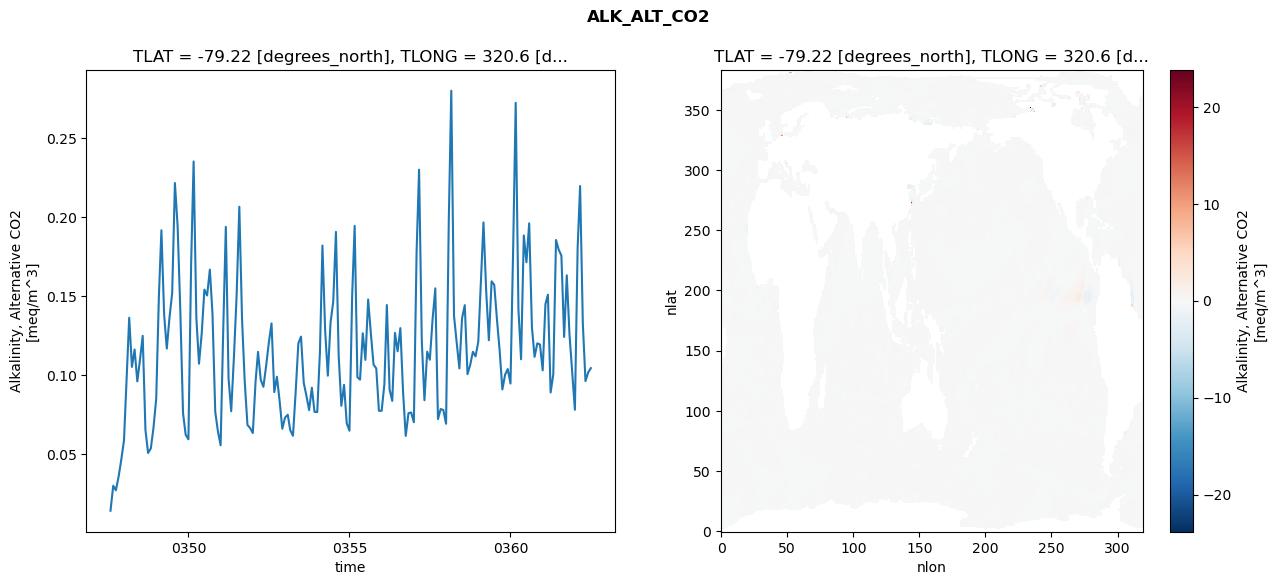 ALK_ALT_CO2
TLAT = -79.22 [degrees_north], TLONG = 320.6 [d...
Alkalinity, Alternative CO2
[meq/m^3]
0.25
0.20
0.15
0.10
0.05
0350
0355
0360
time
TLAT = -79.22 [degrees_north], TLONG = 320.6 [d...
nlat
350
300
250
200
150
100
50
0
0
50
100
150
200
250
300
nlon
20
10
0
−10
−20
Alkalinity, Alternative CO2
[meq/m^3]